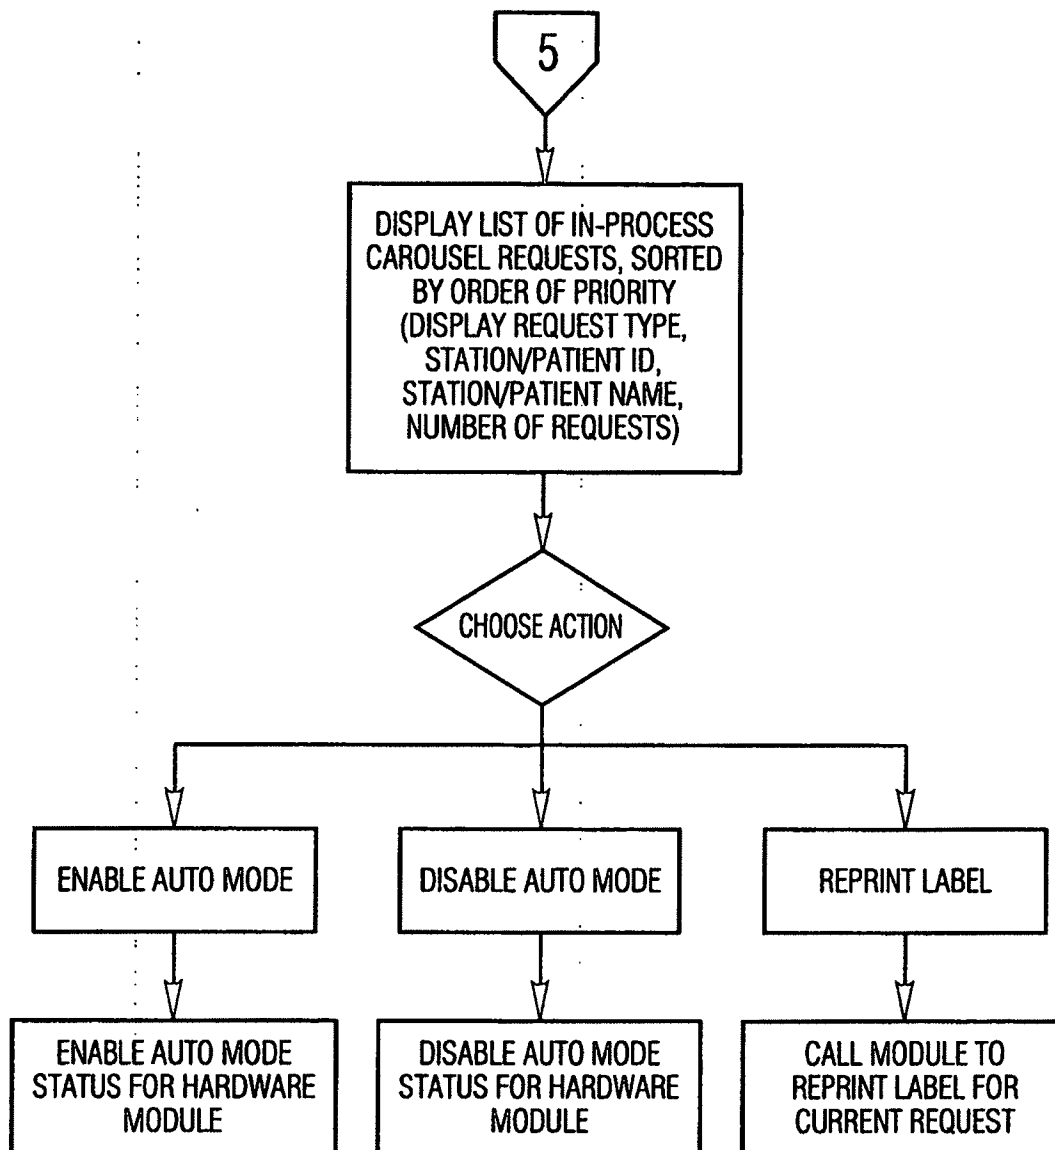 5
DISPLAY LIST OF IN-PROCESS
CAROUSEL REQUESTS, SORTED
BY ORDER OF PRIORITY
(DISPLAY REQUEST TYPE,
STATION/PATIENT ID,
STATION/PATIENT NAME,
NUMBER OF REQUESTS)
CHOOSE ACTION
ENABLE AUTO MODE
DISABLE AUTO MODE
REPRINT LABEL
ENABLE AUTO MODE
STATUS FOR HARDWARE
MODULE
DISABLE AUTO MODE
STATUS FOR HARDWARE
MODULE
CALL MODULE TO
REPRINT LABEL FOR
CURRENT REQUEST